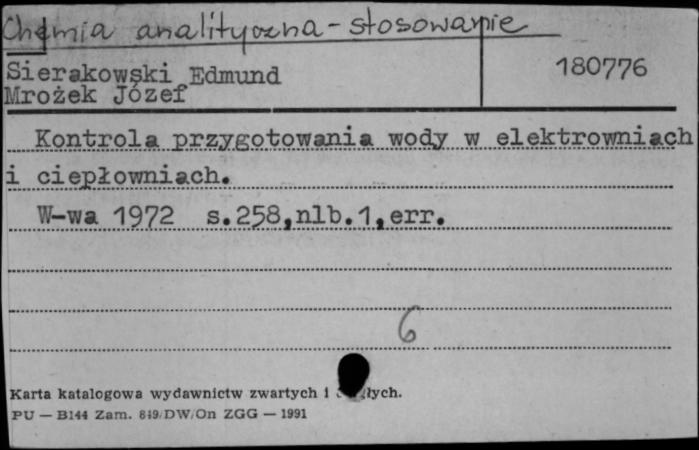 Chemia analityczna - stosowanie
Sierakowski Edmund 180776
Mrożek Józef
Kontrola przygotowania wody w elektrowniach
i ciepłowniach.
W-wa 1972 s.258,nlb.1,err.
6
Karta katalogowa wydawnictw zwartych i
PU — B144 Zam. 849/DW/On ZGG — 1991